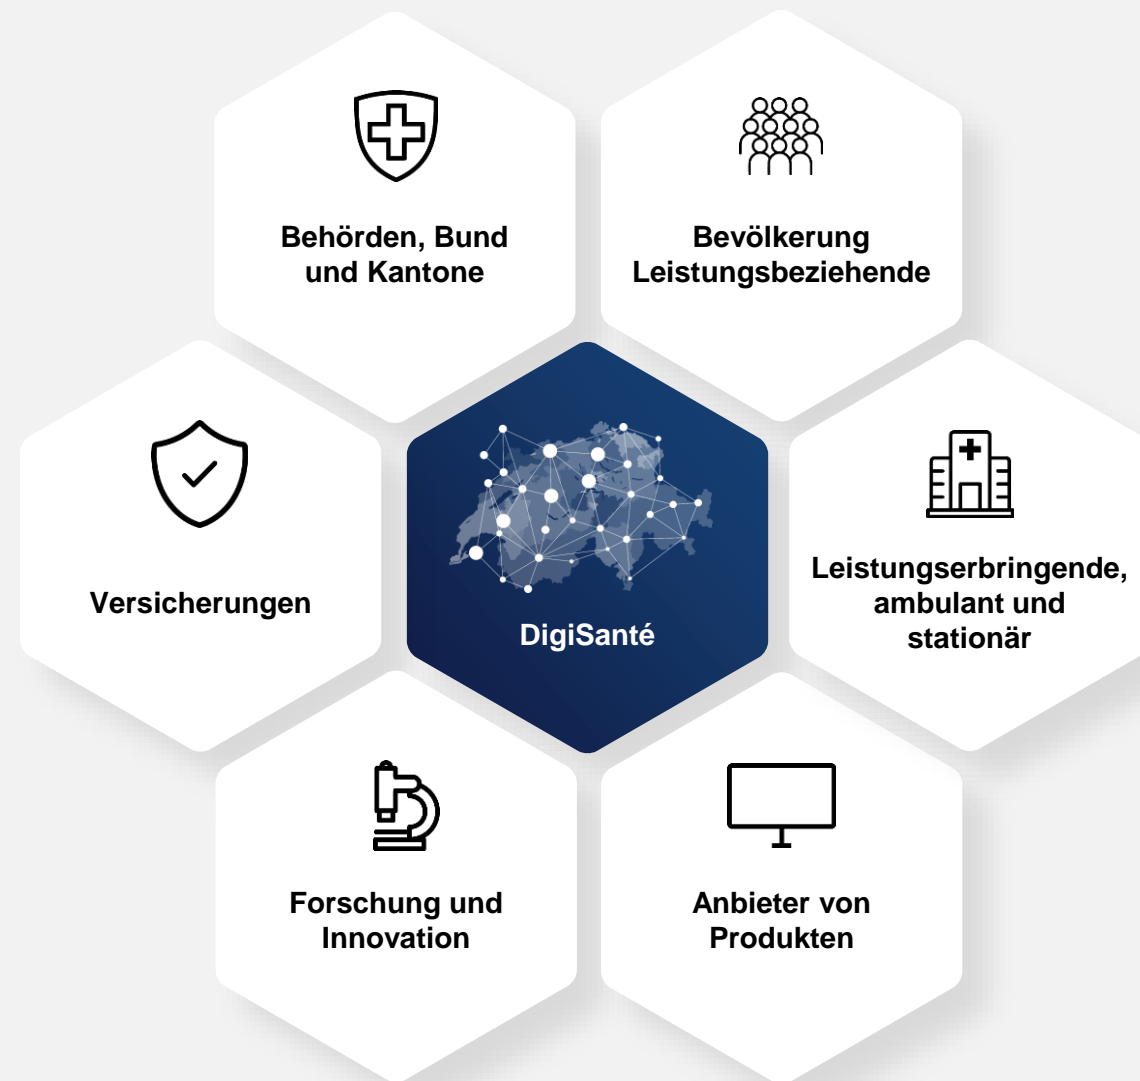 Behörden, Bund
und Kantone
Bevölkerung
Leistungsbeziehende
Versicherungen
DigiSanté
Leistungserbringende,
ambulant und
stationär
Forschung und
Innovation
Anbieter von
Produkten